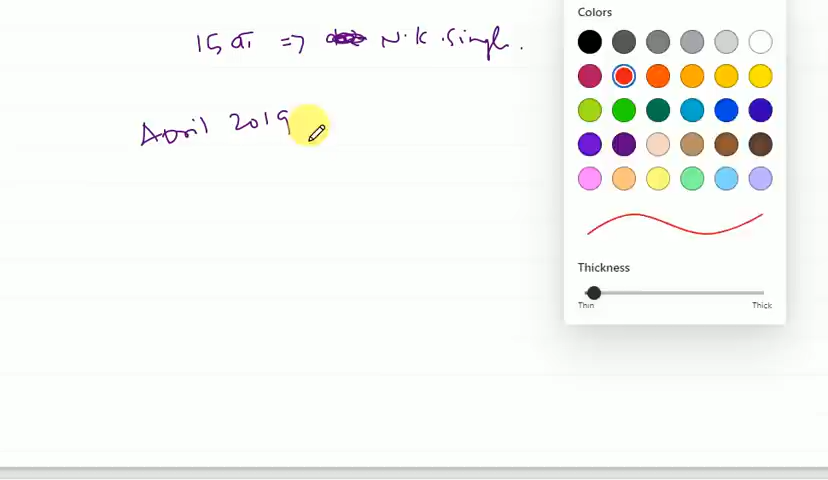 15 वां => N.K.Singh.
April 2019
Colors
Thickness
Thin Thick